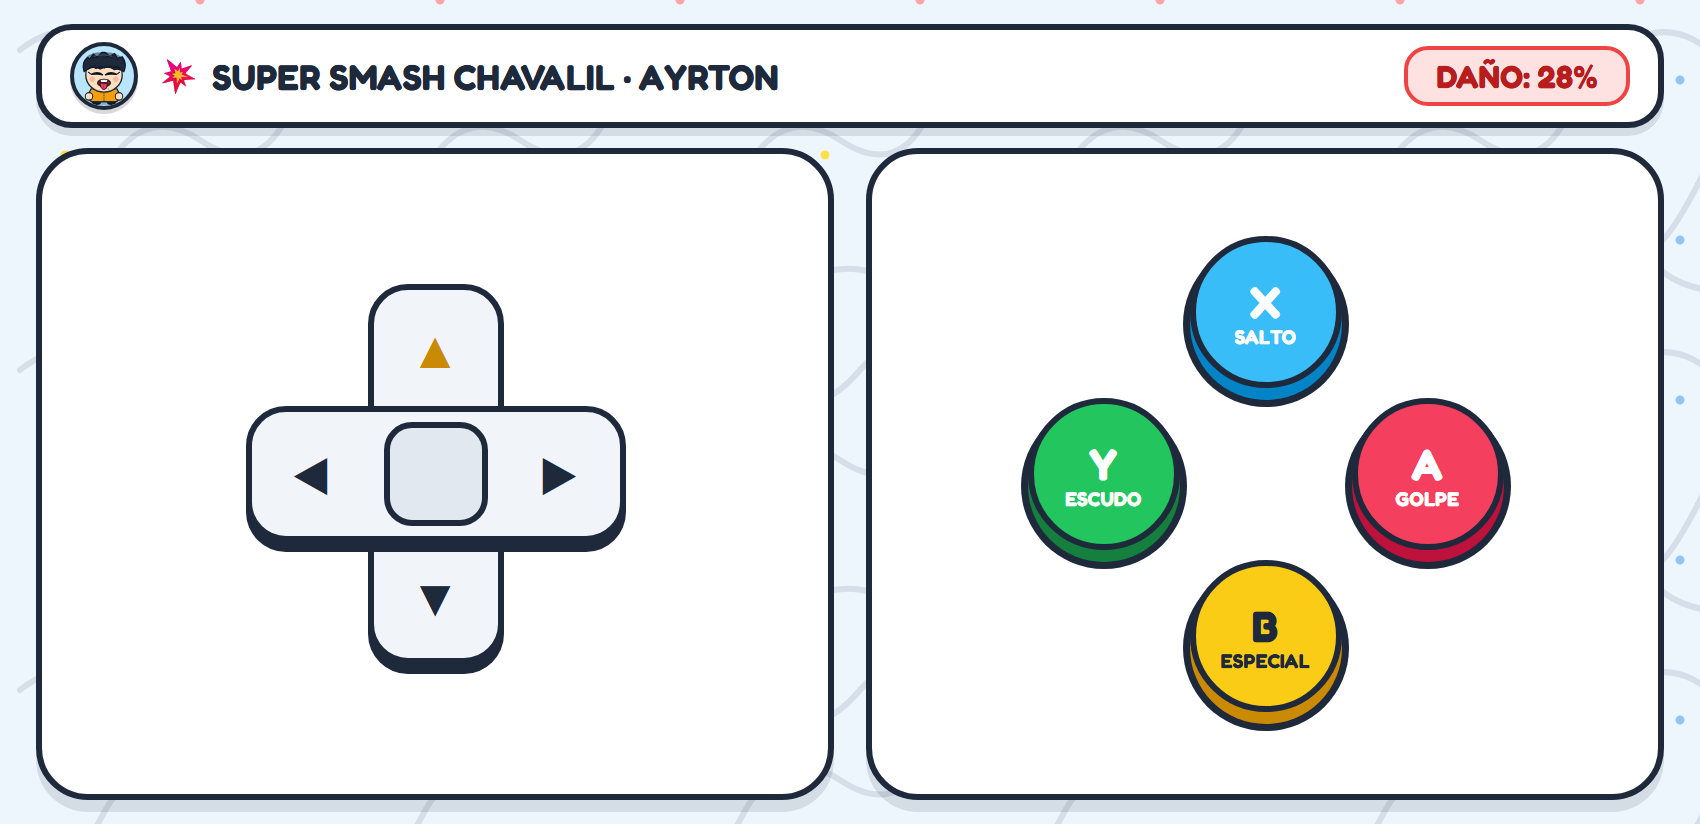 SUPER SMASH CHAVALIL · AYRTON
DAÑO: 28%
X
SALTO
Y
ESCUDO
A
GOLPE
B
ESPECIAL